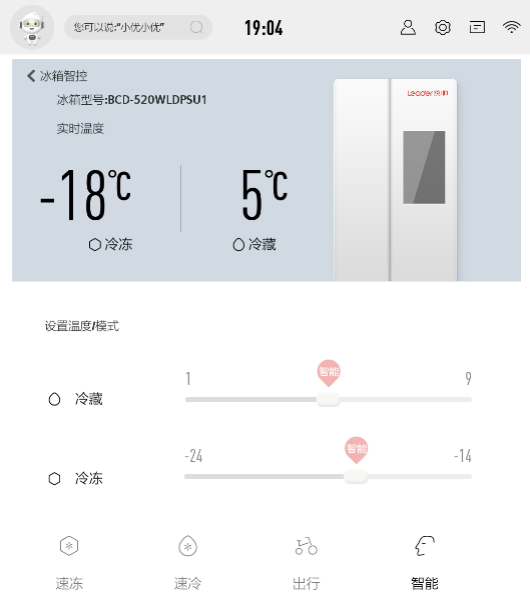 您可以说:“小优小优” 19:04
冰箱智控
冰箱型号:BCD-520WLDPSU1
Leader 统帅
实时温度
-18℃ 5℃
冷冻 冷藏
设置温度/模式
智能
1 9
冷藏
智能
-24 -14
冷冻
速冻 速冷 出行 智能